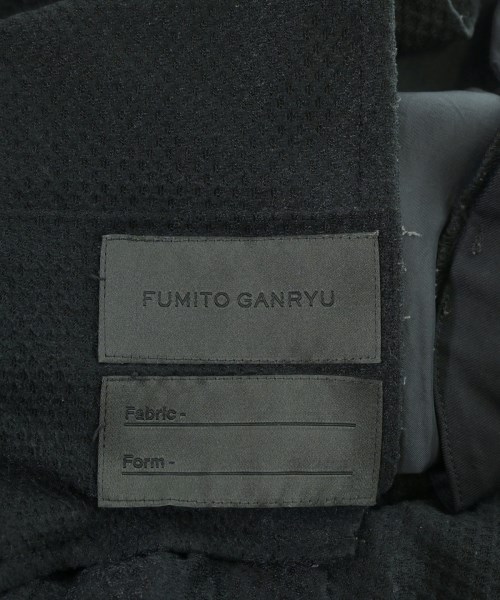 FUMITO GANRYU
Fabric -
Form -